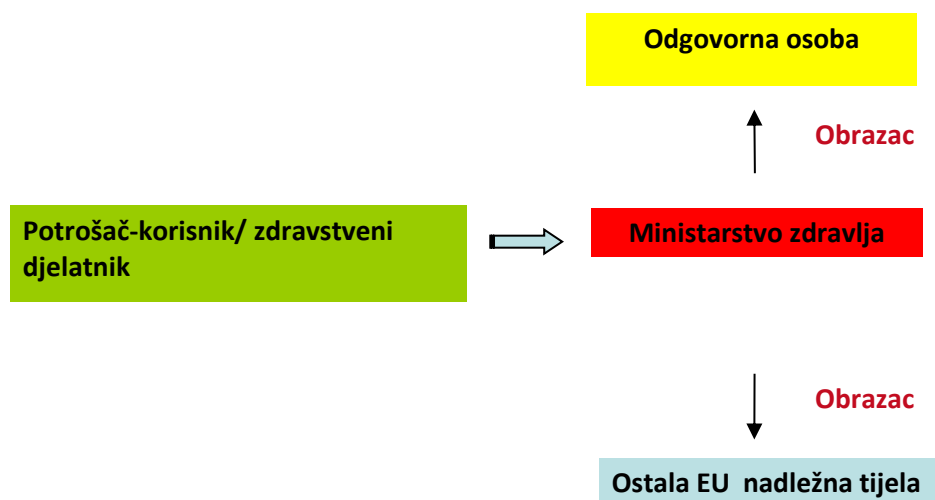 Odgovorna osoba
Obrazac
Potrošač-korisnik/ zdravstveni
djelatnik
Ministarstvo zdravlja
Obrazac
Ostala EU  nadležna tijela